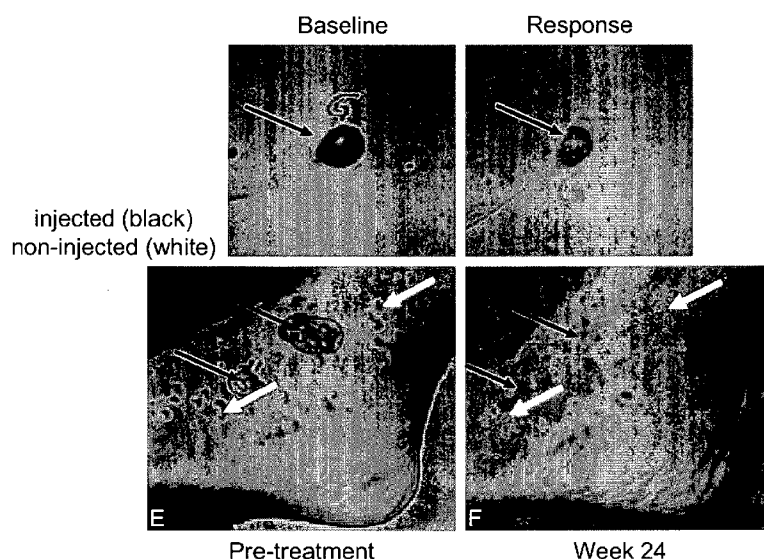 Baseline
Response
injected (black)
non-injected (white)
E
F
Pre-treatment
Week 24